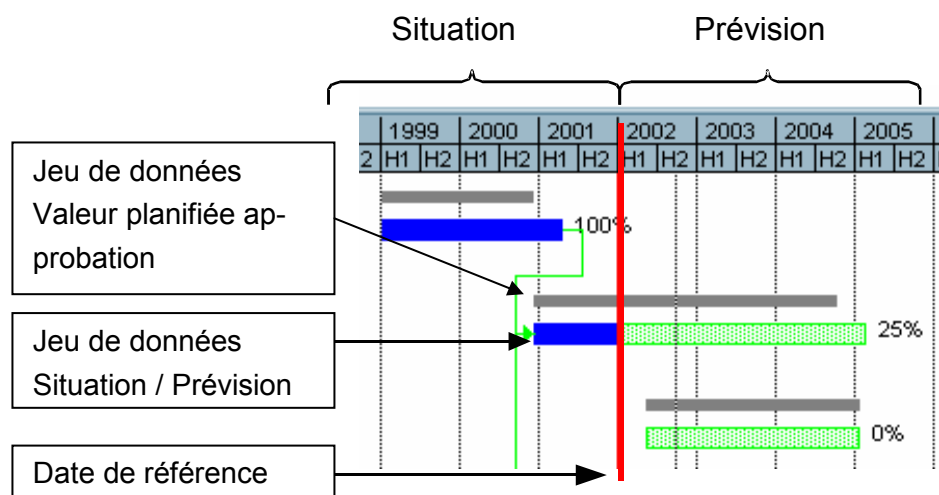 Situation Prévision
1999 2000 2001 2002 2003 2004 2005
2 H1 H2 H1 H2 H1 H2 H1 H2 H1 H2 H1 H2 H1 H2
Jeu de données
Valeur planifiée ap-
probation
100%
Jeu de données
Situation / Prévision
25%
0%
Date de référence